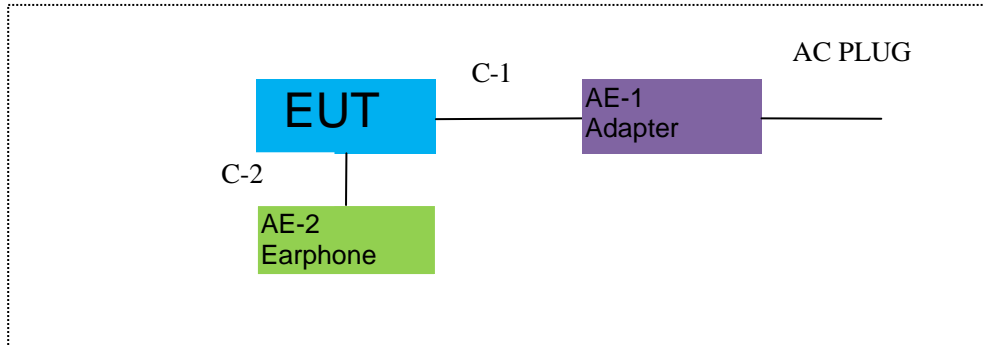 AC PLUG
C-1
EUT
AE-1
Adapter
C-2
AE-2
Earphone